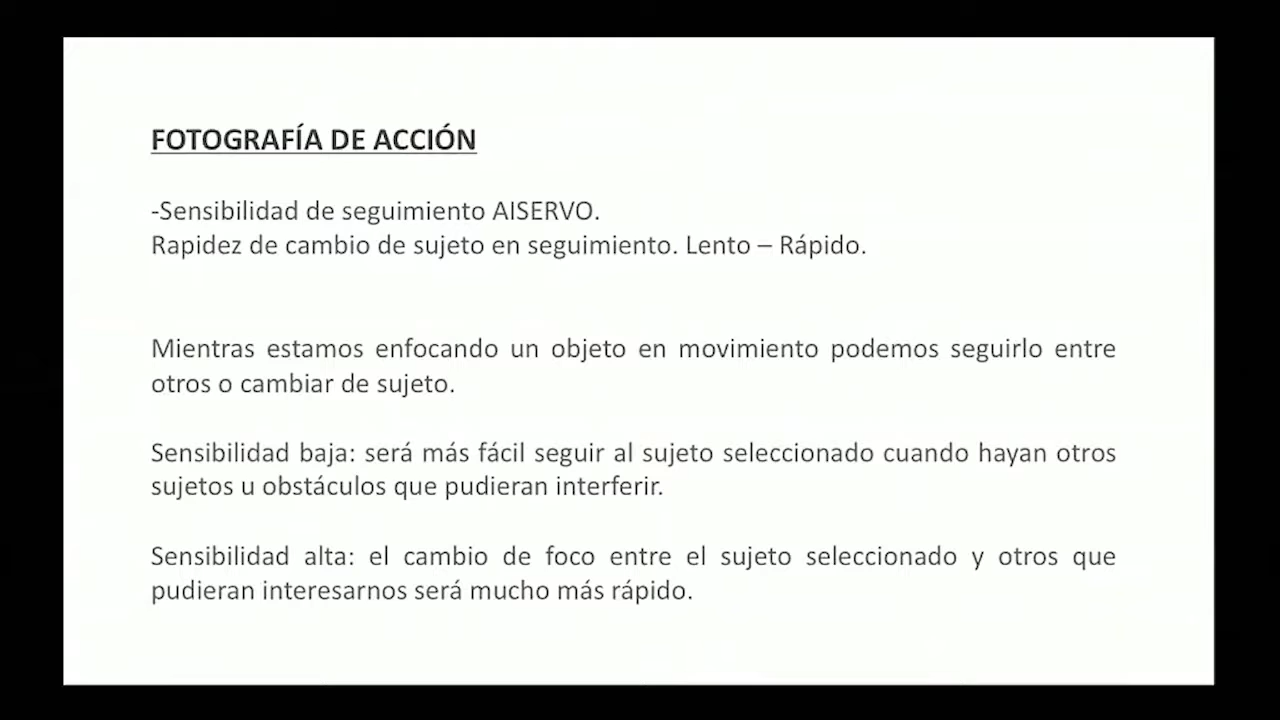 FOTOGRAFÍA DE ACCIÓN
-Sensibilidad de seguimiento AISERVO.
Rapidez de cambio de sujeto en seguimiento. Lento – Rápido.
Mientras estamos enfocando un objeto en movimiento podemos seguirlo entre
otros o cambiar de sujeto.
Sensibilidad baja: será más fácil seguir al sujeto seleccionado cuando hayan otros
sujetos u obstáculos que pudieran interferir.
Sensibilidad alta: el cambio de foco entre el sujeto seleccionado y otros que
pudieran interesarnos será mucho más rápido.